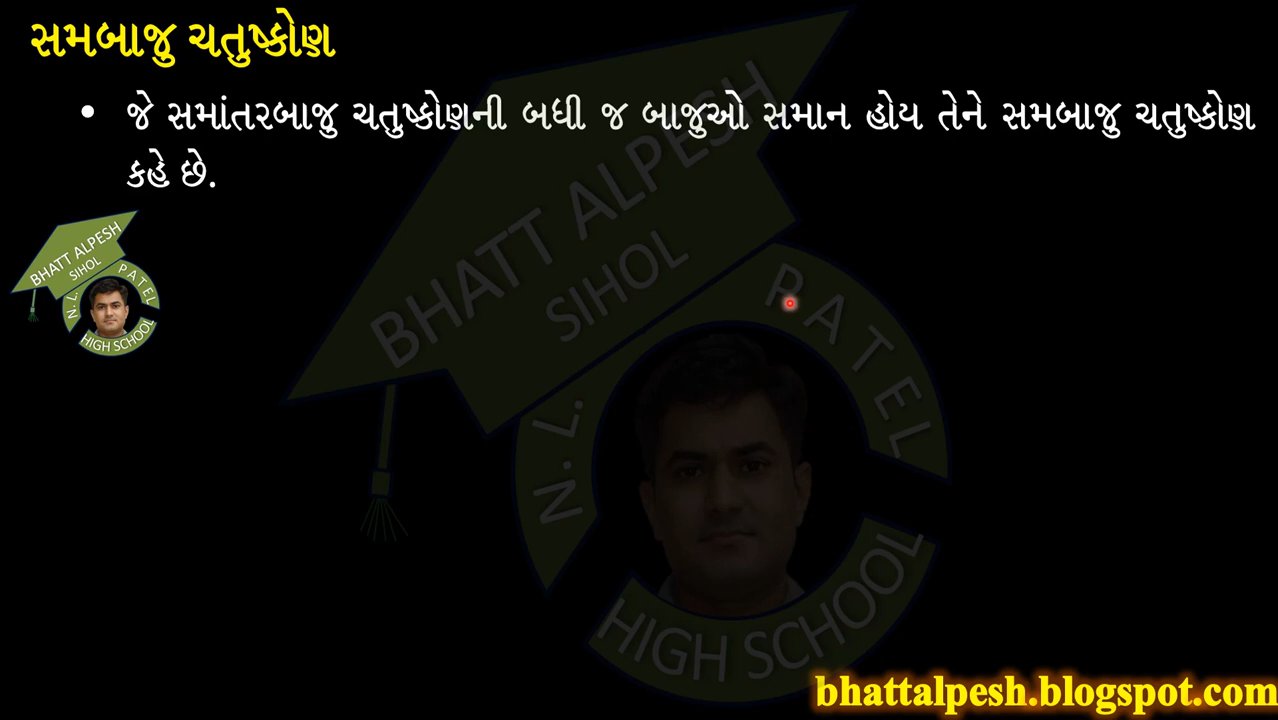 સમબાજુ ચતુષ્કોણ
• જે સમાંતરબાજુ ચતુષ્કોણની બધી જ બાજુઓ સમાન હોય તેને સમબાજુ ચતુષ્કોણ
કહે છે.
BHATT ALPESH
SIHOL
N. L. PATEL
HIGH SCHOOL
BHATT ALPESH
SIHOL
N. L. PATEL
HIGH SCHOOL
bhattalpesh.blogspot.com